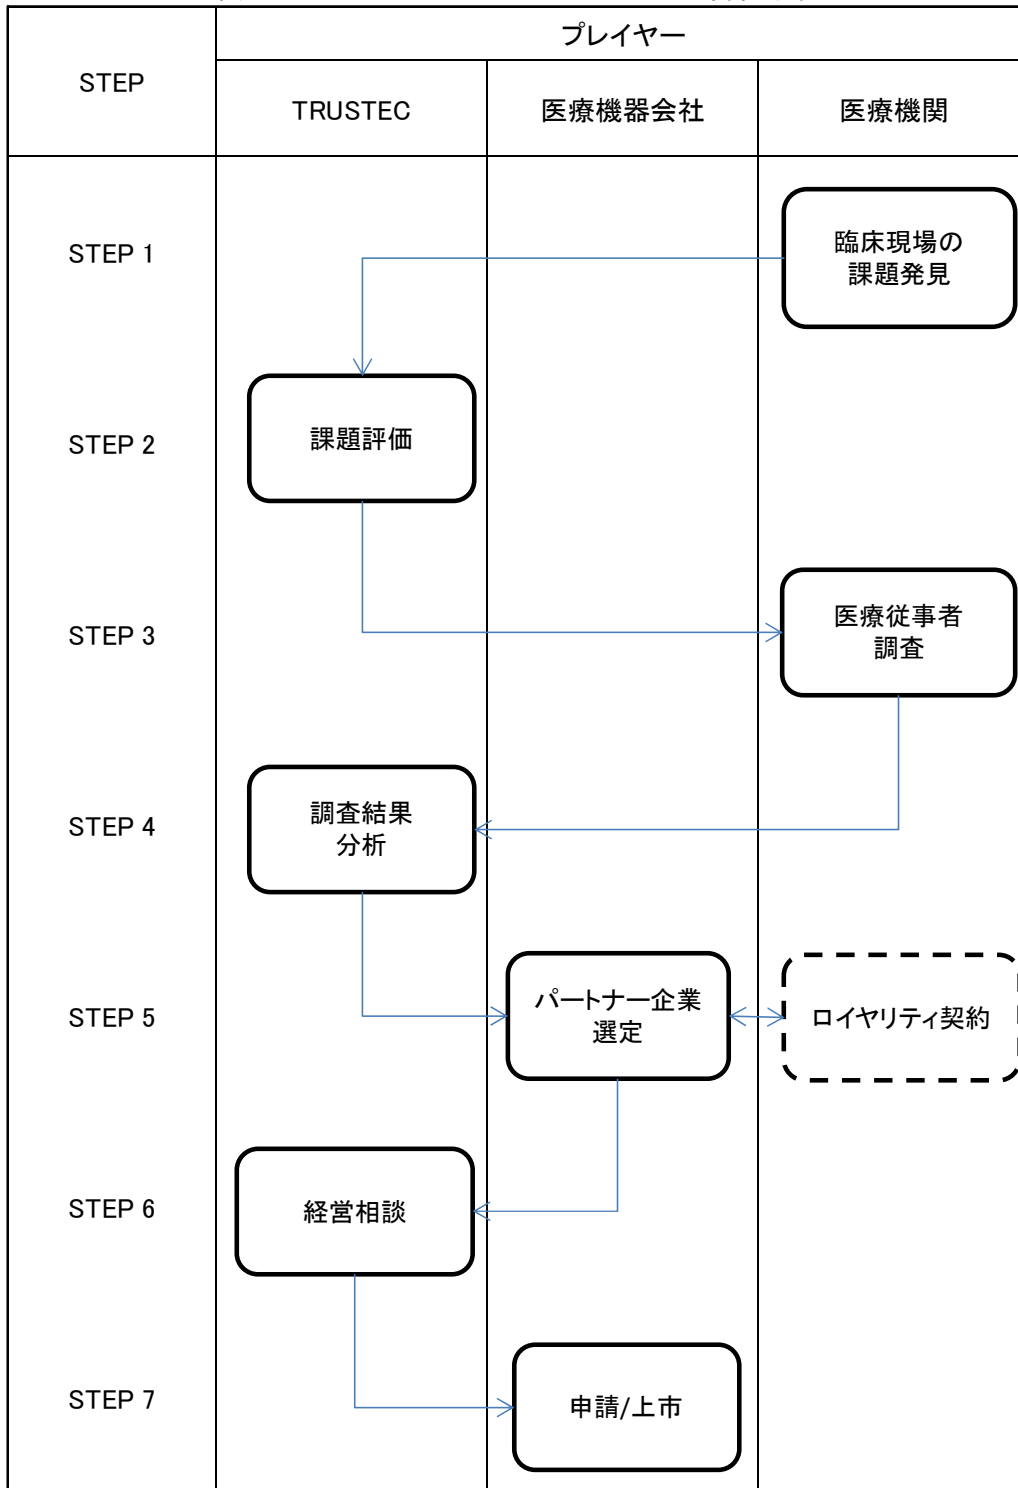 プレイヤー
STEP
TRUSTEC
医療機器会社
医療機関
STEP 1
臨床現場の
課題発見
STEP 2
課題評価
STEP 3
医療従事者
調査
STEP 4
調査結果
分析
STEP 5
パートナー企業
選定
ロイヤリティ契約
STEP 6
経営相談
STEP 7
申請/上市